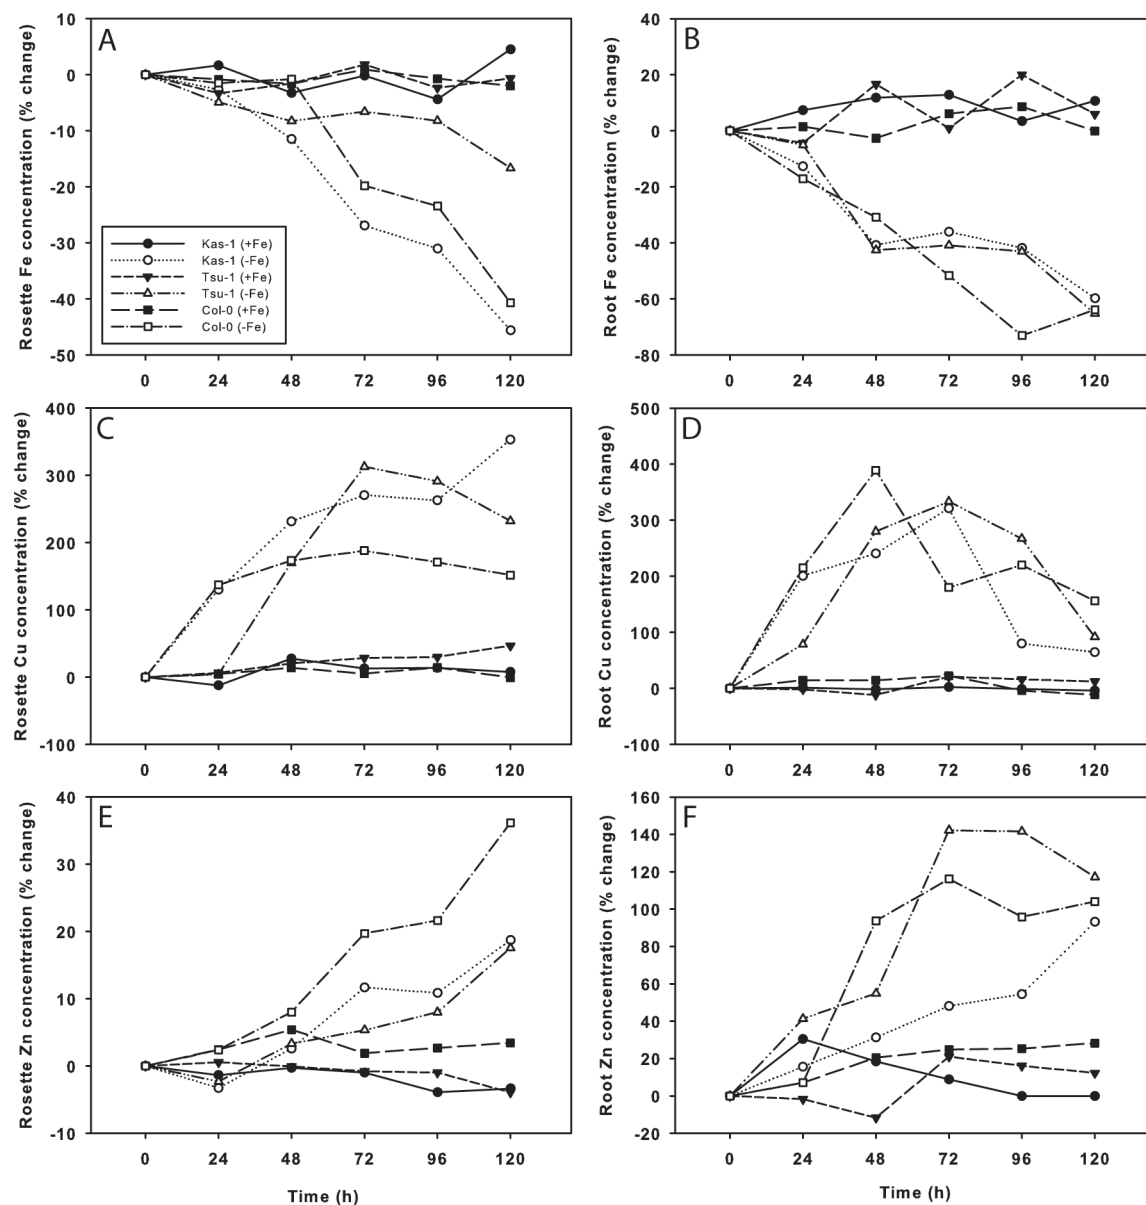 A
Rosette Fe concentration (% change)
10
0
-10
-20
-30
-40
-50
Kas-1 (+Fe)
Kas-1 (-Fe)
Tsu-1 (+Fe)
Tsu-1 (-Fe)
Col-0 (+Fe)
Col-0 (-Fe)
0 24 48 72 96 120
B
Root Fe concentration (% change)
40
20
0
-20
-40
-60
-80
0 24 48 72 96 120
C
Rosette Cu concentration (% change)
400
300
200
100
0
-100
0 24 48 72 96 120
D
Root Cu concentration (% change)
500
400
300
200
100
0
-100
0 24 48 72 96 120
E
Rosette Zn concentration (% change)
40
30
20
10
0
-10
0 24 48 72 96 120
Time (h)
F
Root Zn concentration (% change)
160
140
120
100
80
60
40
20
0
-20
0 24 48 72 96 120
Time (h)